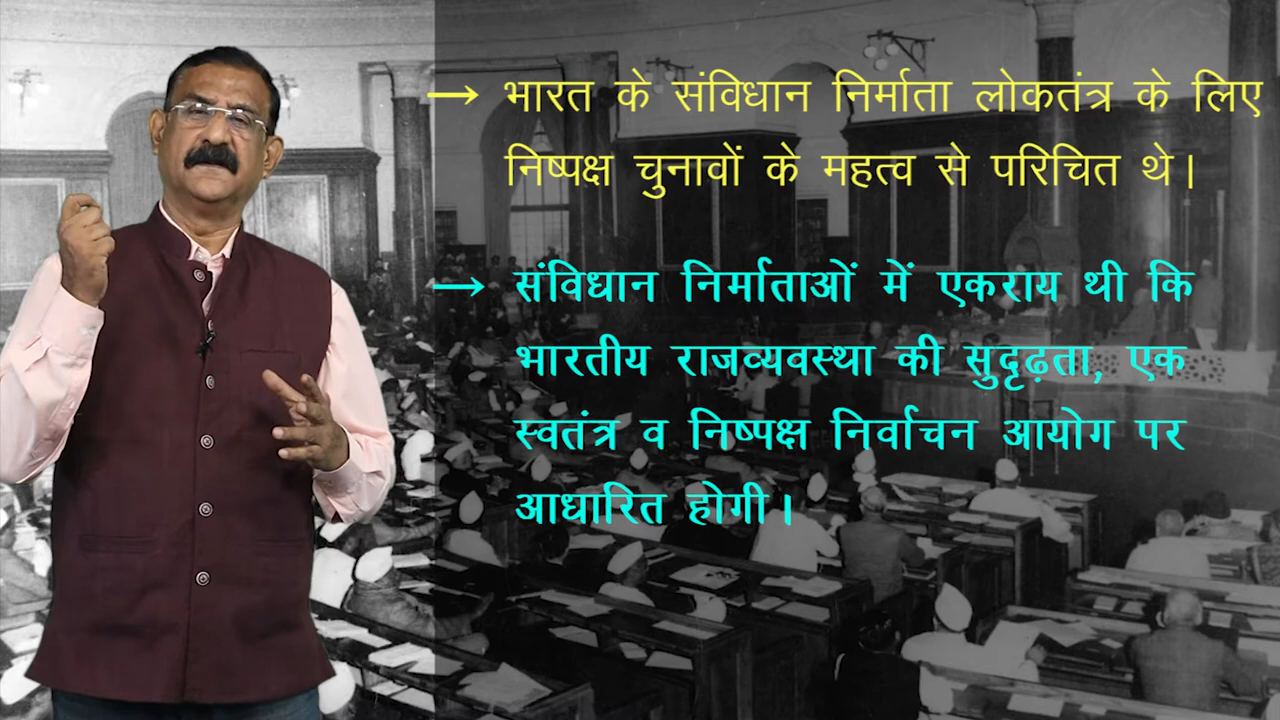 → भारत के संविधान निर्माता लोकतंत्र के लिए
निष्पक्ष चुनावों के महत्व से परिचित थे।
→ संविधान निर्माताओं में एकराय थी कि
भारतीय राजव्यवस्था की सुदृढ़ता, एक
स्वतंत्र व निष्पक्ष निर्वाचन आयोग पर
आधारित होगी।